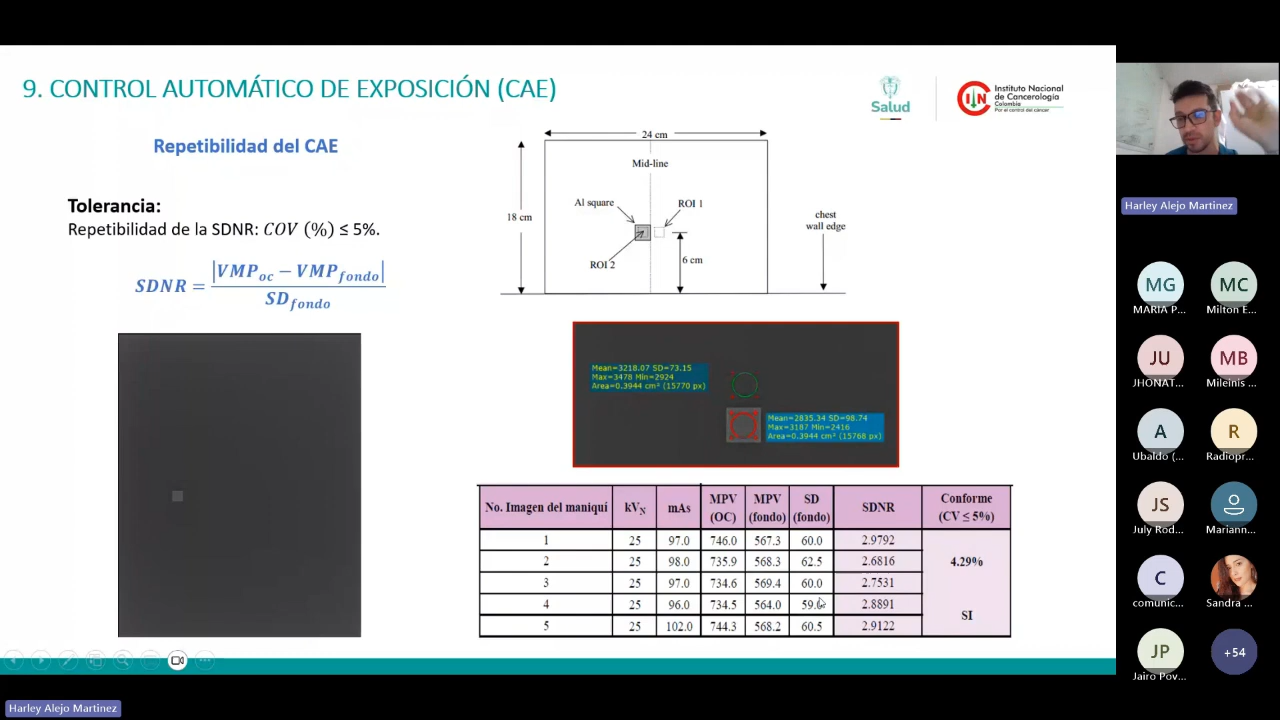 9. CONTROL AUTOMÁTICO DE EXPOSICIÓN (CAE)
Salud
Instituto Nacional
de Cancerología
Colombia
Por el control del cáncer
Repetibilidad del CAE
Tolerancia:
Repetibilidad de la SDNR: COV (%) ≤ 5%.
SDNR = |VMPoc − VMPfondo| / SDfondo
24 cm
Mid-line
Al square
ROI 1
18 cm
chest
wall edge
ROI 2
6 cm
Mean=3218.07 SD=73.15
Max=3478 Min=2924
Area=0.3944 cm² (15770 px)
Mean=2835.34 SD=98.74
Max=3187 Min=2416
Area=0.3944 cm² (15768 px)
No. Imagen del maniquí kVN mAs MPV (OC) MPV (fondo) SD (fondo) SDNR Conforme (CV ≤ 5%)
1 25 97.0 746.0 567.3 60.0 2.9792
2 25 98.0 735.9 568.3 62.5 2.6816 4.29%
3 25 97.0 734.6 569.4 60.0 2.7531
4 25 96.0 734.5 564.0 59.0 2.8891 SI
5 25 102.0 744.3 568.2 60.5 2.9122
Harley Alejo Martinez
MG MC
MARIA P... Milton E...
JU MB
JHONAT... Mileinis ...
A R
Ubaldo (... Radiopr...
JS
July Rod... Mariann...
C
comunic... Sandra ...
JP +54
Jairo Pov...
Harley Alejo Martinez